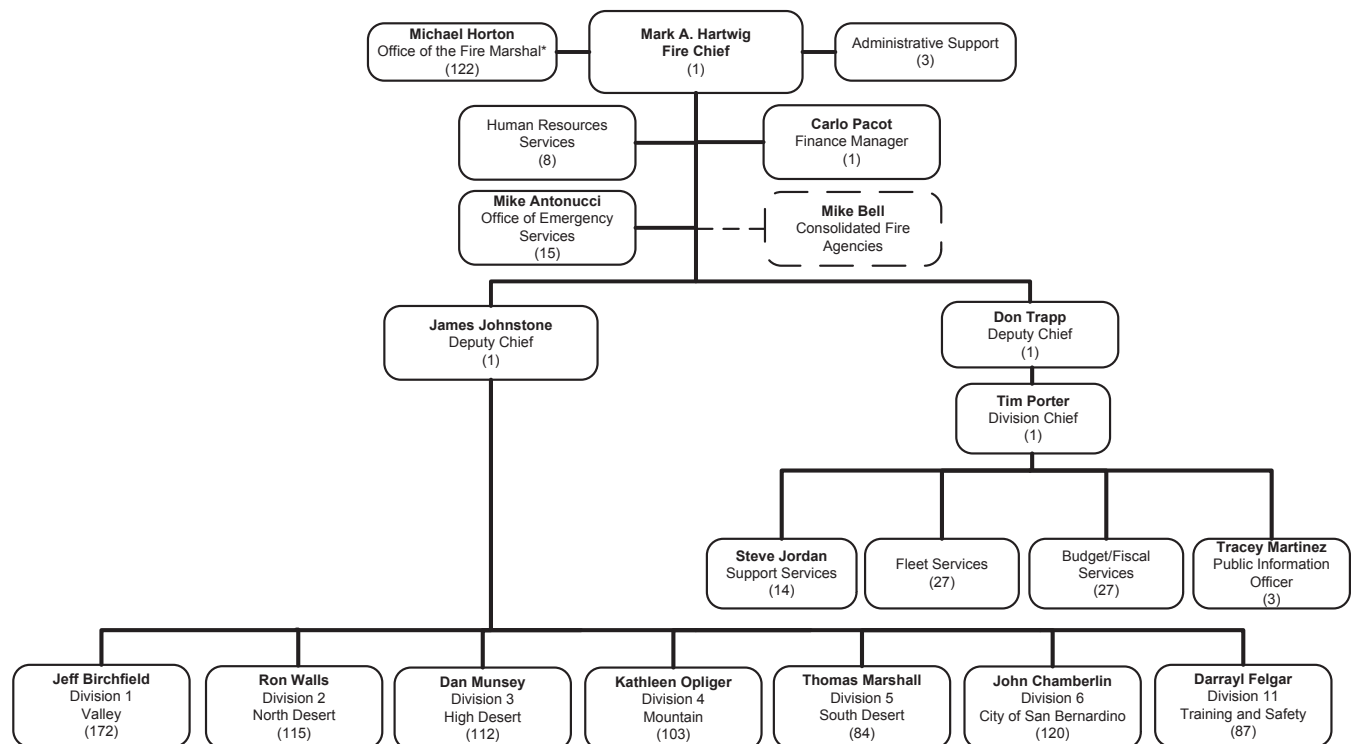 Michael Horton
Office of the Fire Marshal*
(122)
Mark A. Hartwig
Fire Chief
(1)
Administrative Support
(3)
Human Resources
Services
(8)
Carlo Pacot
Finance Manager
(1)
Mike Antonucci
Office of Emergency
Services
(15)
Mike Bell
Consolidated Fire
Agencies
James Johnstone
Deputy Chief
(1)
Don Trapp
Deputy Chief
(1)
Tim Porter
Division Chief
(1)
Steve Jordan
Support Services
(14)
Fleet Services
(27)
Budget/Fiscal
Services
(27)
Tracey Martinez
Public Information
Officer
(3)
Jeff Birchfield
Division 1
Valley
(172)
Ron Walls
Division 2
North Desert
(115)
Dan Munsey
Division 3
High Desert
(112)
Kathleen Opliger
Division 4
Mountain
(103)
Thomas Marshall
Division 5
South Desert
(84)
John Chamberlin
Division 6
City of San Bernardino
(120)
Darrayl Felgar
Division 11
Training and Safety
(87)